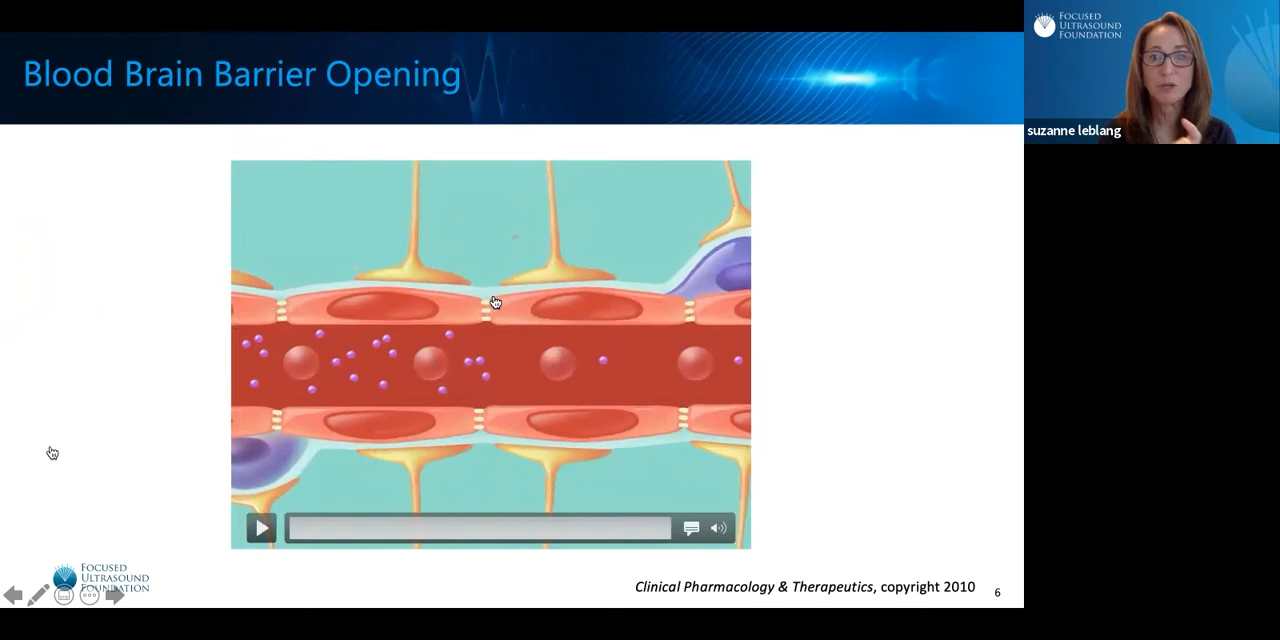 Blood Brain Barrier Opening
FOCUSED
ULTRASOUND
FOUNDATION
suzanne leblang
FOCUSED
ULTRASOUND
FOUNDATION
Clinical Pharmacology & Therapeutics, copyright 2010
6